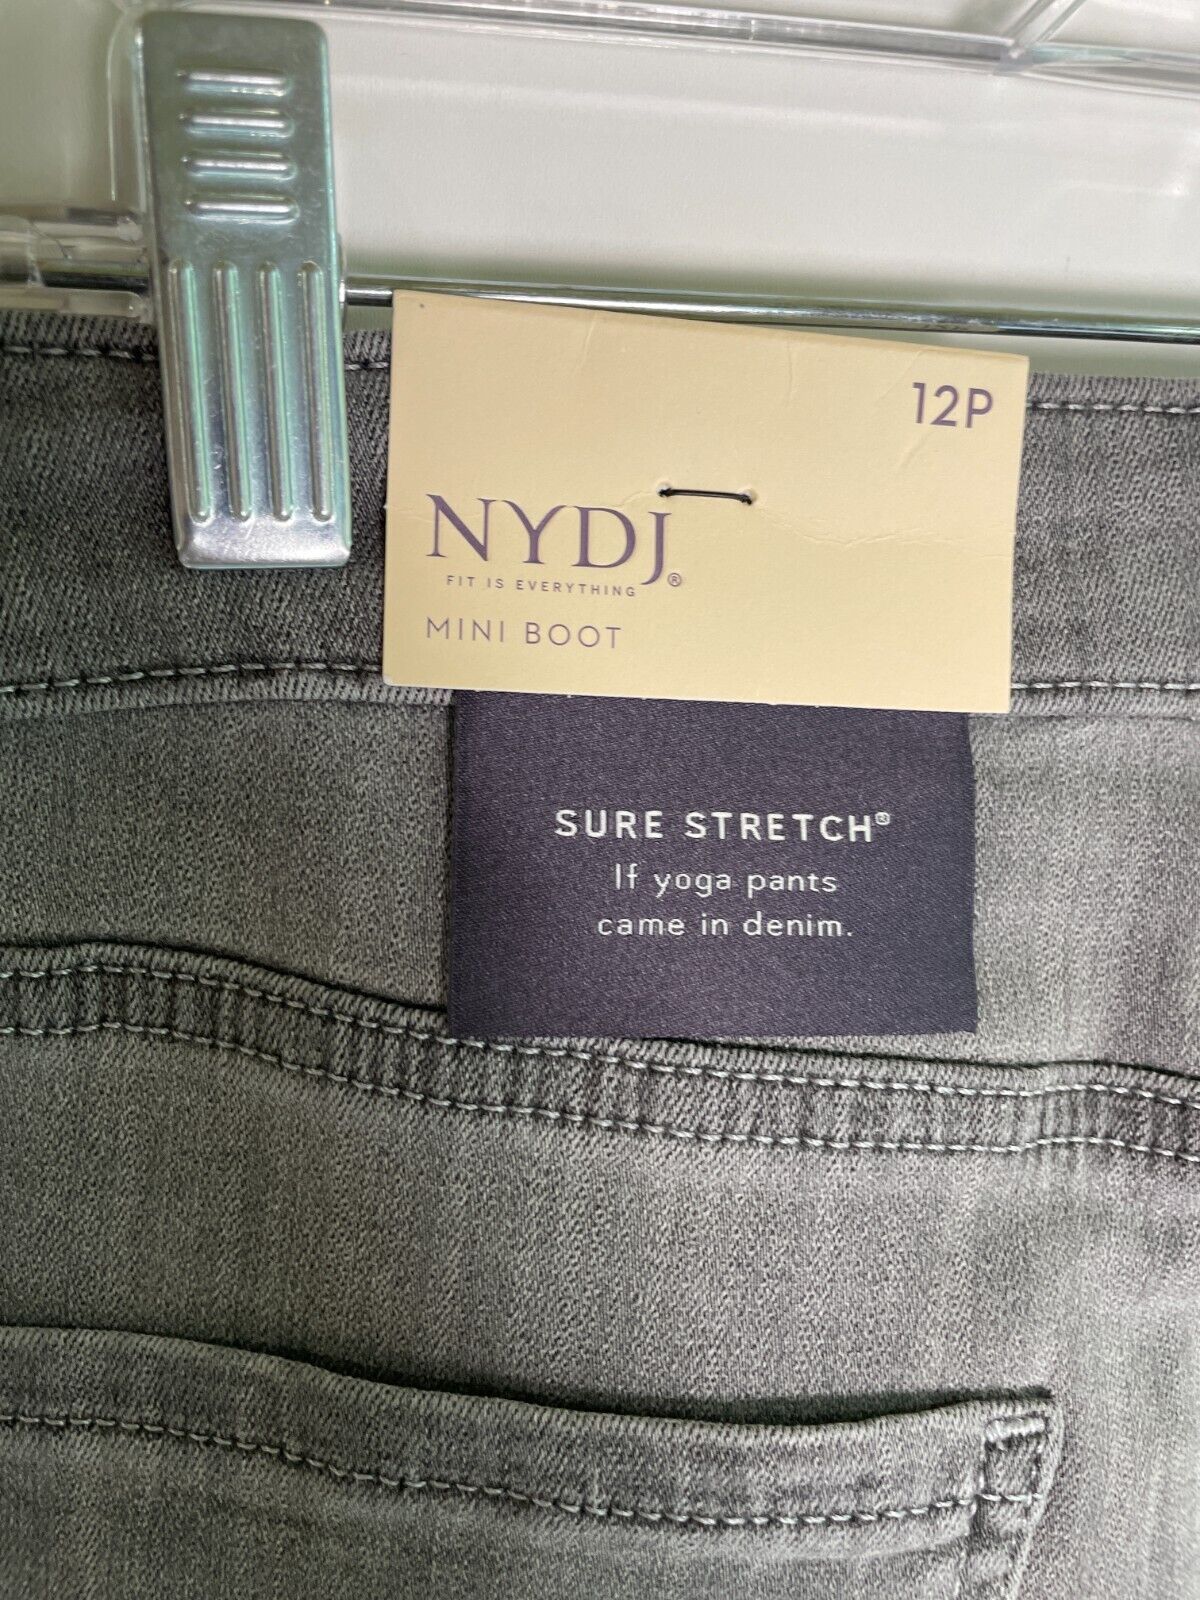 12P
NYDJ®
FIT IS EVERYTHING
MINI BOOT
SURE STRETCH®
If yoga pants
came in denim.